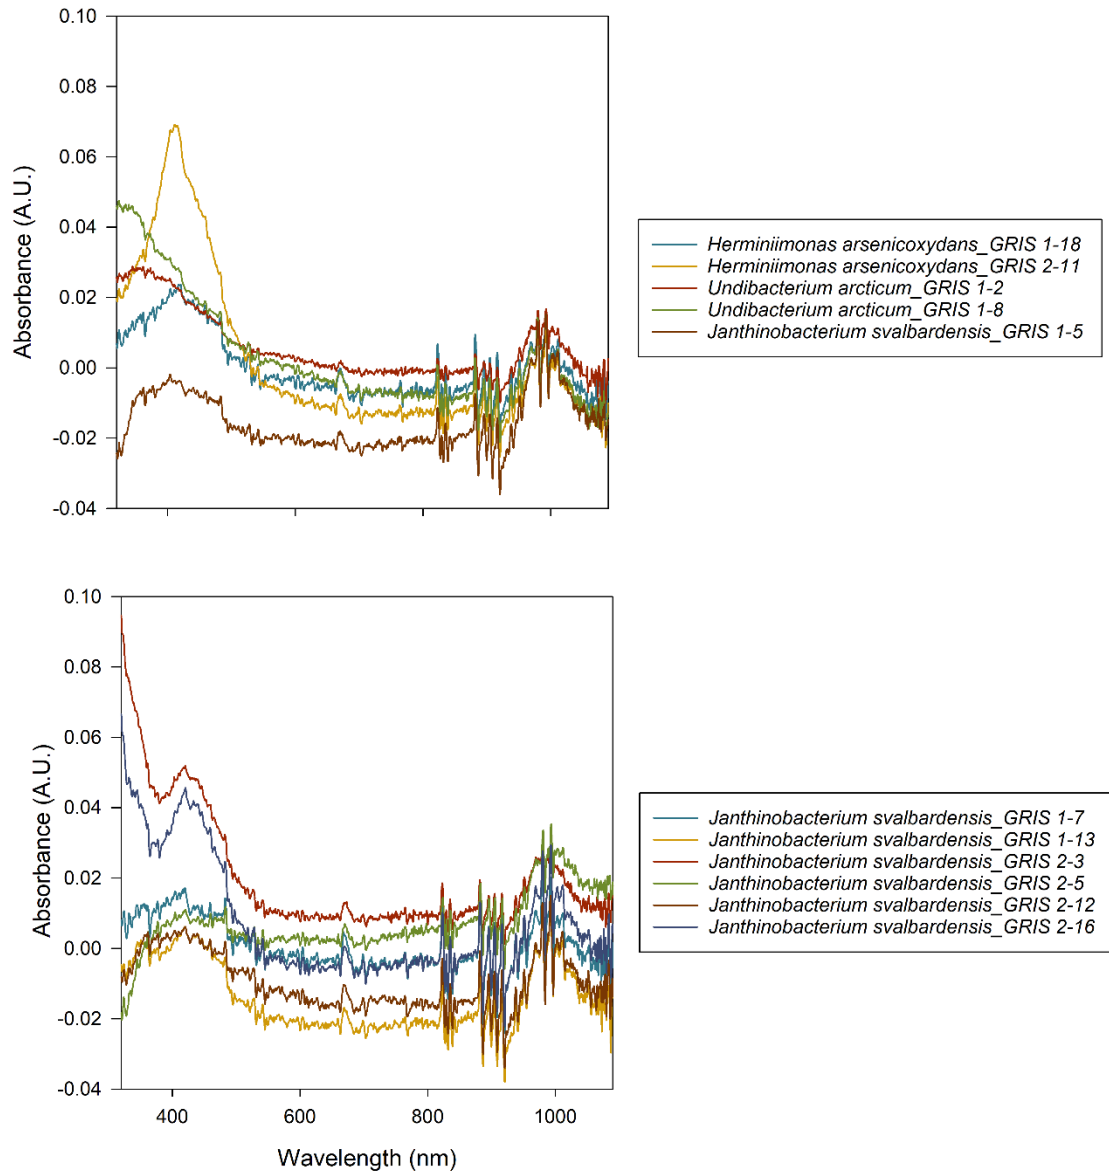 0.10
0.08
0.06
0.04
0.02
0.00
-0.02
-0.04
Absorbance (A.U.)
Herminiimonas arsenicoxydans_GRIS 1-18
Herminiimonas arsenicoxydans_GRIS 2-11
Undibacterium arcticum_GRIS 1-2
Undibacterium arcticum_GRIS 1-8
Janthinobacterium svalbardensis_GRIS 1-5
0.10
0.08
0.06
0.04
0.02
0.00
-0.02
-0.04
Absorbance (A.U.)
400 600 800 1000
Wavelength (nm)
Janthinobacterium svalbardensis_GRIS 1-7
Janthinobacterium svalbardensis_GRIS 1-13
Janthinobacterium svalbardensis_GRIS 2-3
Janthinobacterium svalbardensis_GRIS 2-5
Janthinobacterium svalbardensis_GRIS 2-12
Janthinobacterium svalbardensis_GRIS 2-16